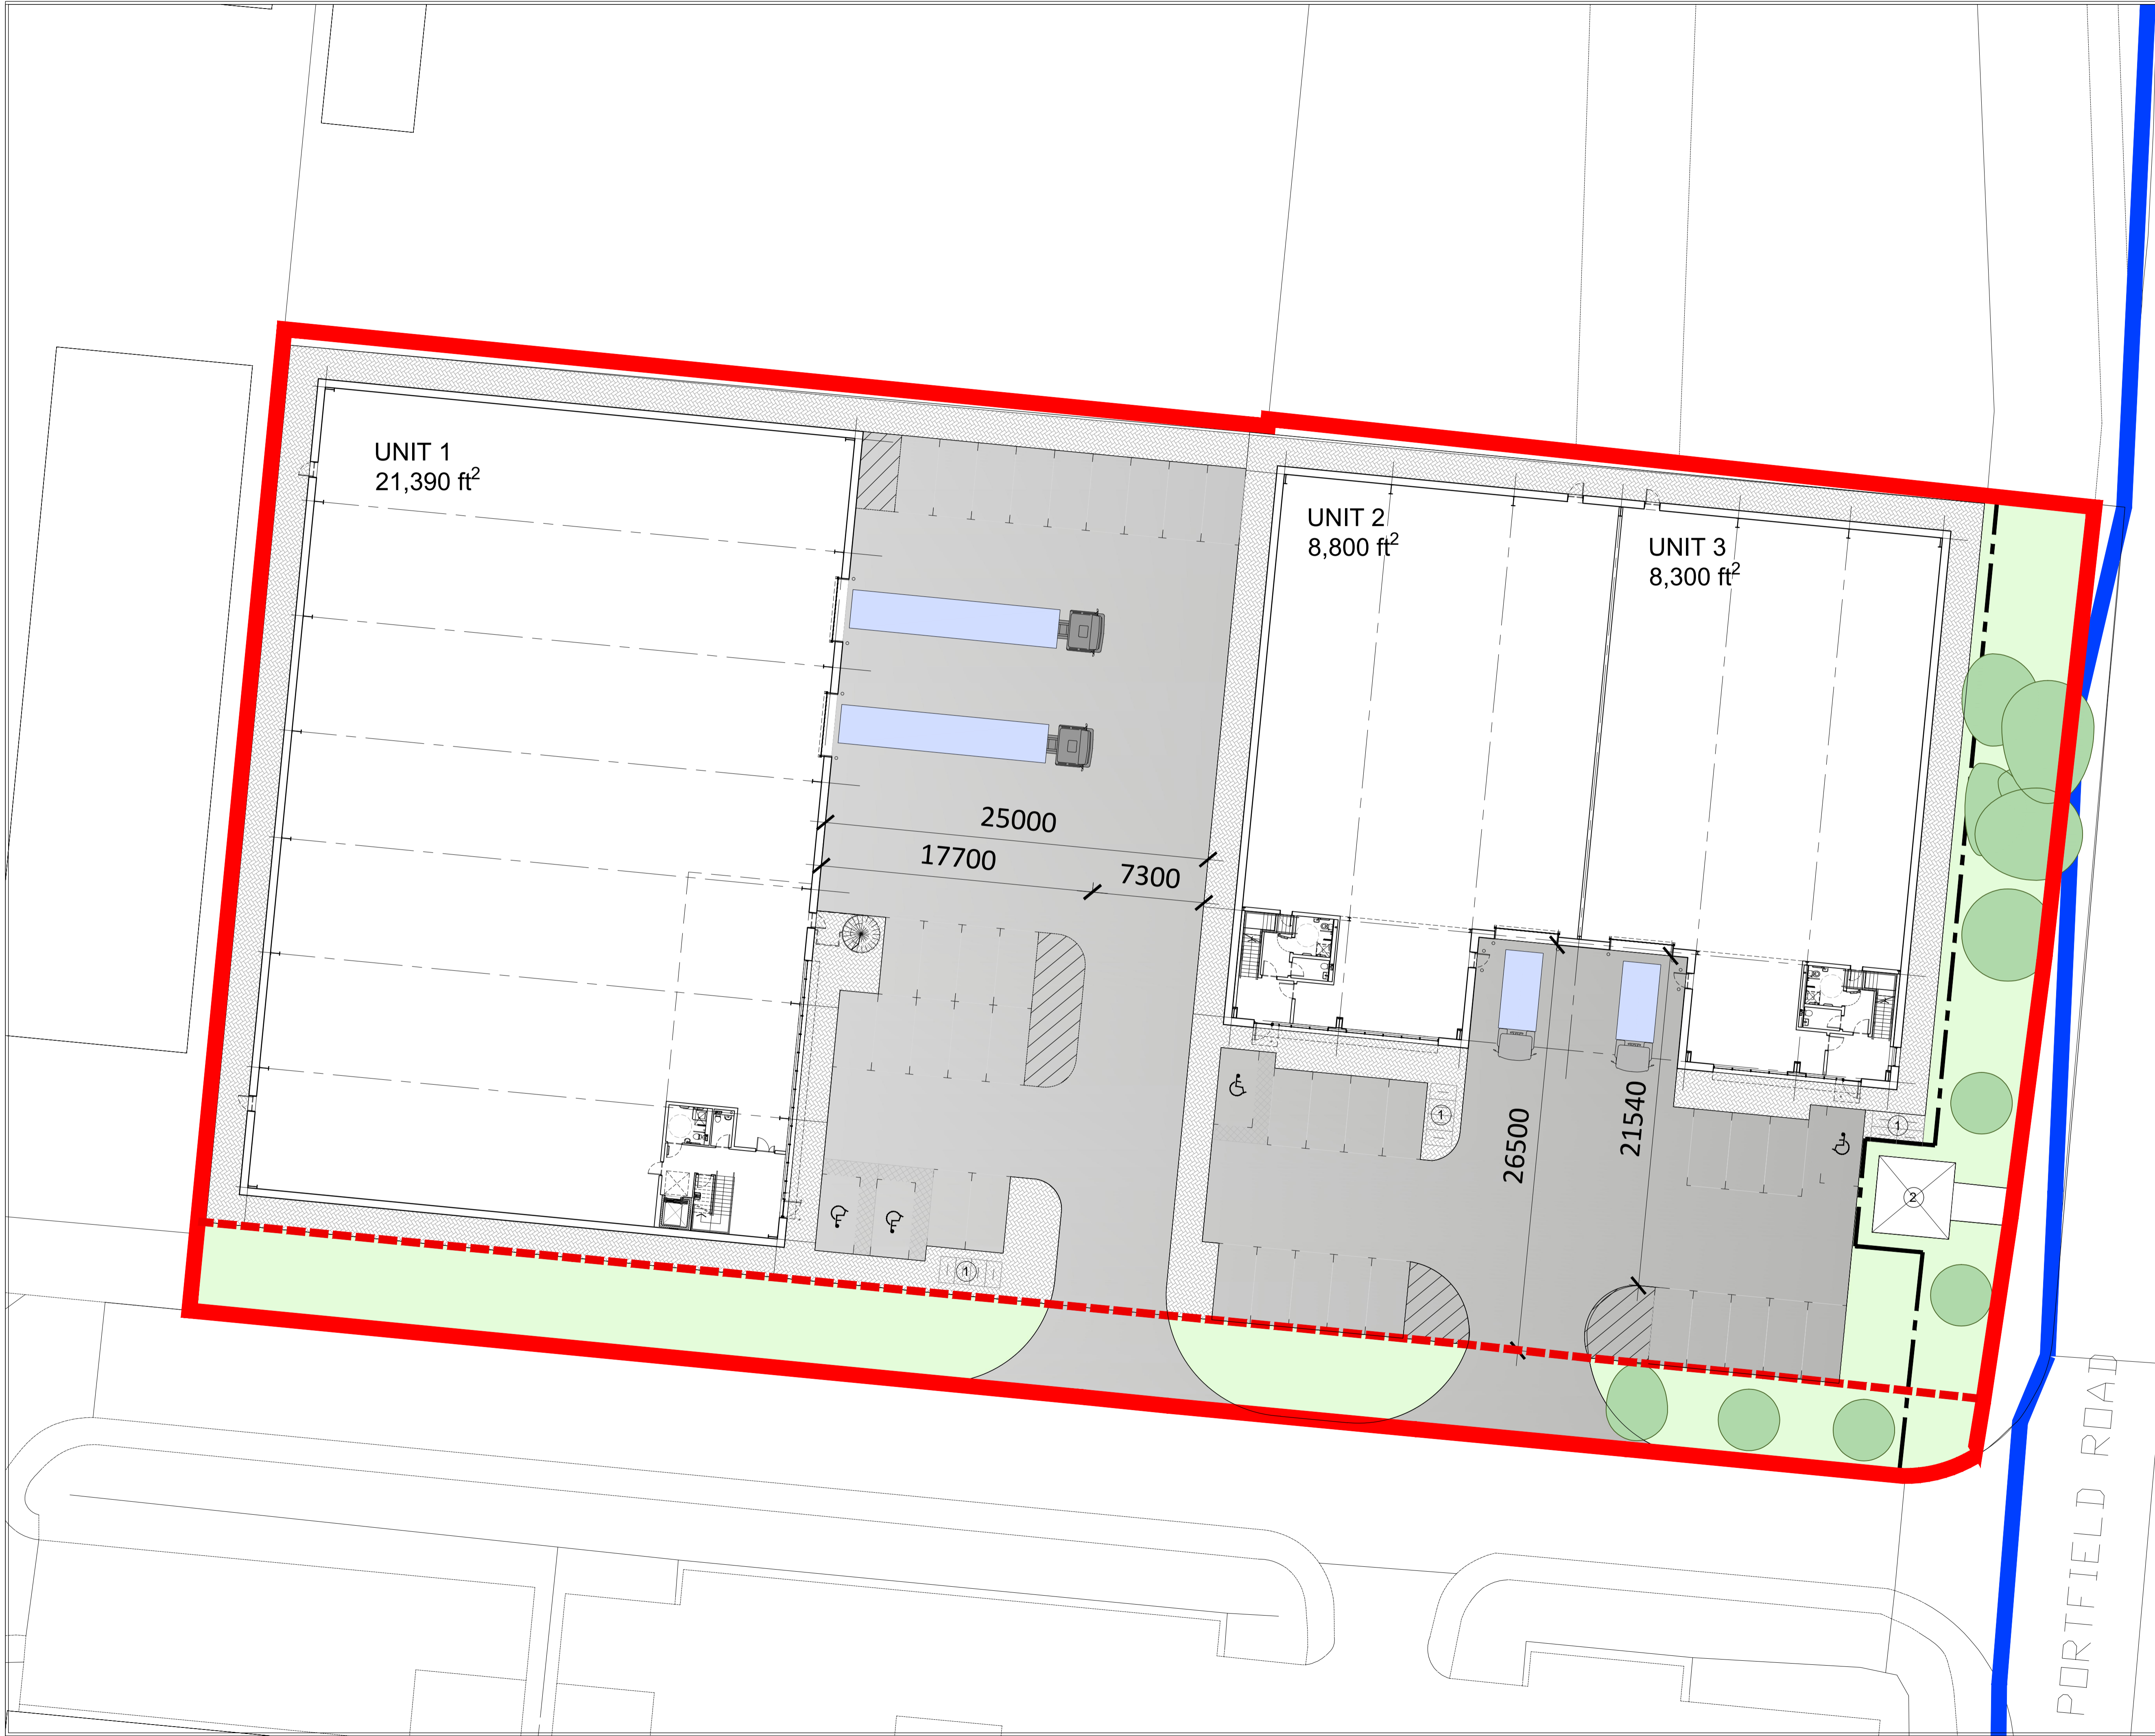 UNIT 1
21,390 ft²
UNIT 2
8,800 ft²
UNIT 3
8,300 ft²
25000
17700
7300
26500
21540
1
1
1
2
PORTFIELD ROAD